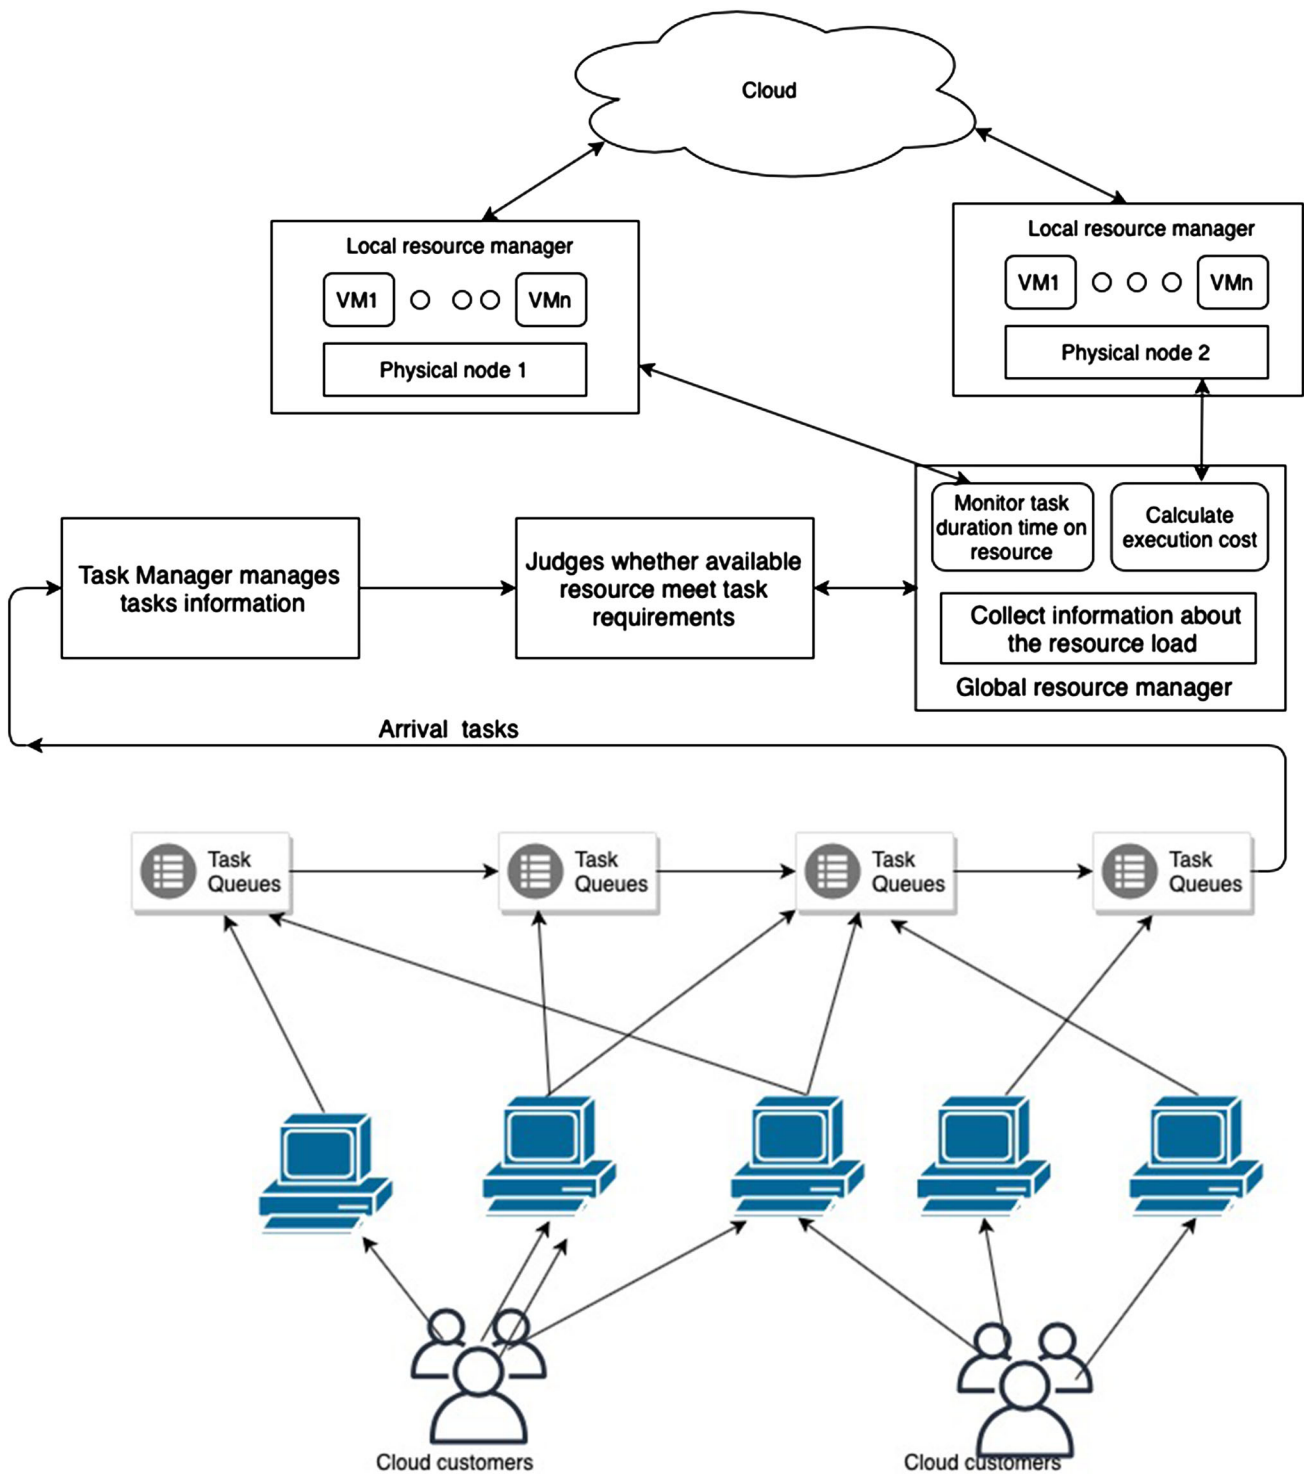 Cloud
Local resource manager
VM1
VMn
Physical node 1
Local resource manager
VM1
VMn
Physical node 2
Task Manager manages
tasks information
Judges whether available
resource meet task
requirements
Monitor task
duration time on
resource
Calculate
execution cost
Collect information about
the resource load
Global resource manager
Arrival tasks
Task
Queues
Task
Queues
Task
Queues
Task
Queues
Cloud customers
Cloud customers